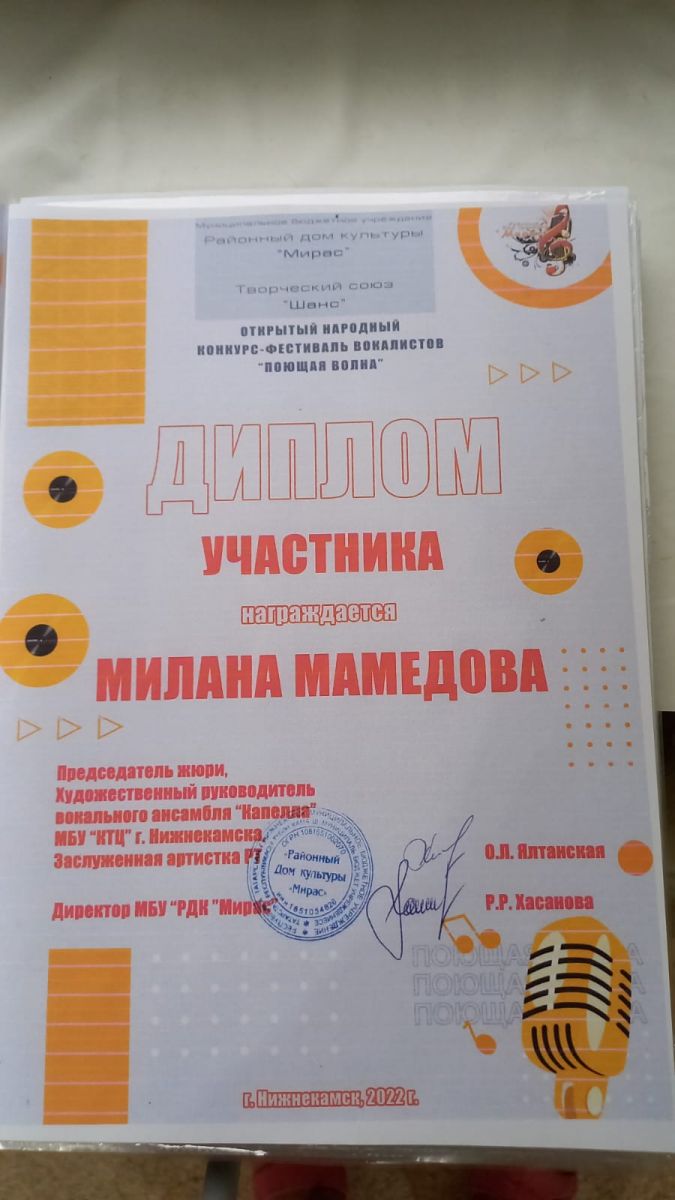 Муниципальное бюджетное учреждение
Районный дом культуры
"Мирас"
Творческий союз
"Шанс"
ОТКРЫТЫЙ НАРОДНЫЙ
КОНКУРС-ФЕСТИВАЛЬ ВОКАЛИСТОВ
"ПОЮЩАЯ ВОЛНА"
ДИПЛОМ
УЧАСТНИКА
награждается
МИЛАНА МАМЕДОВА
Председатель жюри,
Художественный руководитель
вокального ансамбля "Капелла"
МБУ "КТЦ" г. Нижнекамска,
Заслуженная артистка
О.Л. Ялтанская
Директор МБУ "РДК "Мирас"
Р.Р. Хасанова
«Районный
Дом культуры
«Мирас»
ПОЮЩАЯ
ПОЮЩА
ПОЮЩА
г. Нижнекамск, 2022 г.